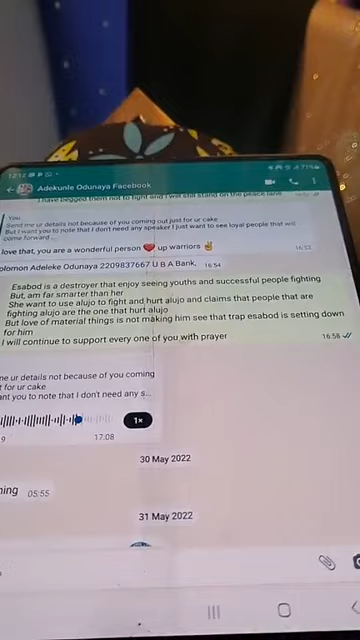 12:12
71%
Adekunle Odunaya Facebook
I have begged them not to fight and I will still stand on the peace lane
You
Send me ur details not because of you coming out just for ur cake
But I want you to note that I don't need any speaker I just want to see loyal people that will
come forward...
love that, you are a wonderful person ❤️ up warriors ✌️
16:52
olomon Adeleke Odunaya 2209837667 U B A Bank, 16:54
Esabod is a destroyer that enjoy seeing youths and successful people fighting
But, am far smarter than her
She want to use alujo to fight and hurt alujo and claims that people that are
fighting alujo are the one that hurt alujo
But love of material things is not making him see that trap esabod is setting down
for him
I will continue to support every one of you with prayer
16:58
me ur details not because of you coming
t for ur cake
ant you to note that I don't need any s...
1×
9
17:08
30 May 2022
ning 05:55
31 May 2022